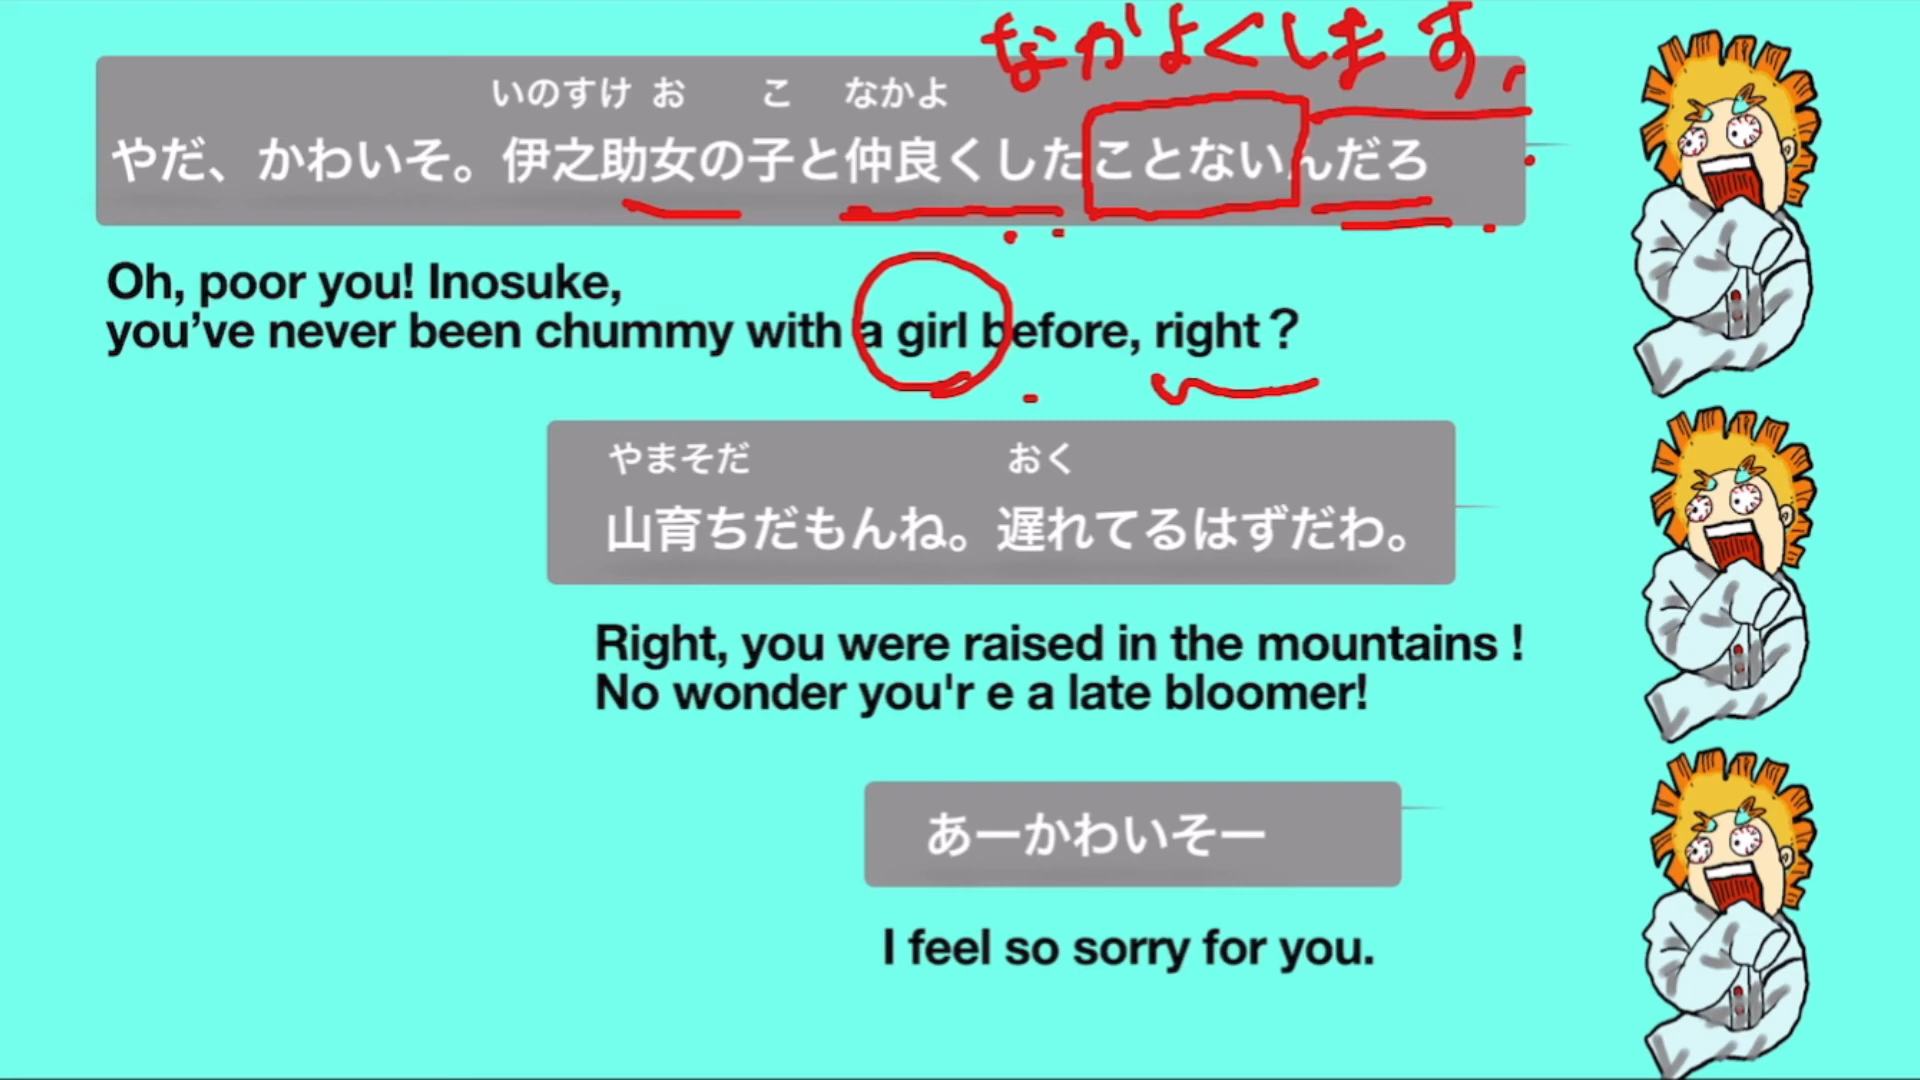 なかよくします,
いのすけ お こ なかよ
やだ、かわいそ。伊之助女の子と仲良くしたことないんだろ
Oh, poor you! Inosuke,
you’ve never been chummy with a girl before, right？
やまそだ おく
山育ちだもんね。遅れてるはずだわ。
Right, you were raised in the mountains !
No wonder you'r e a late bloomer!
あーかわいそー
I feel so sorry for you.